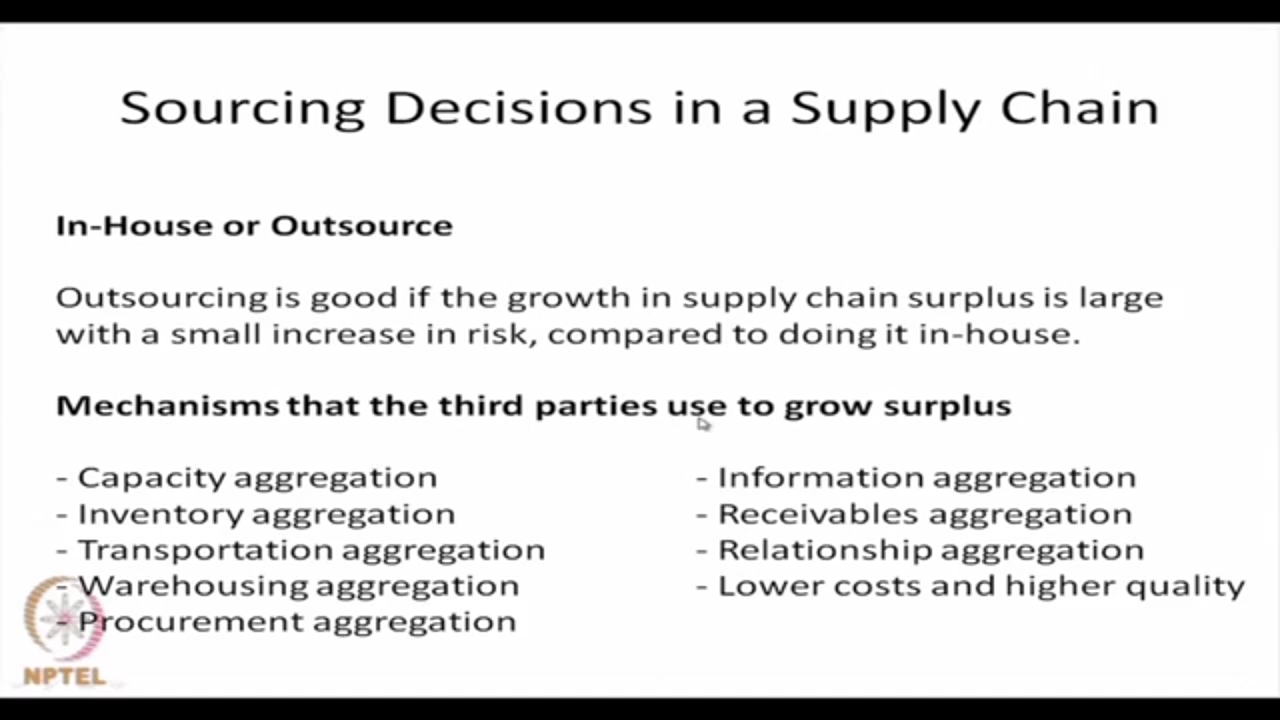 Sourcing Decisions in a Supply Chain
In-House or Outsource
Outsourcing is good if the growth in supply chain surplus is large
with a small increase in risk, compared to doing it in-house.
Mechanisms that the third parties use to grow surplus
- Capacity aggregation
- Inventory aggregation
- Transportation aggregation
- Warehousing aggregation
- Procurement aggregation
- Information aggregation
- Receivables aggregation
- Relationship aggregation
- Lower costs and higher quality
NPTEL